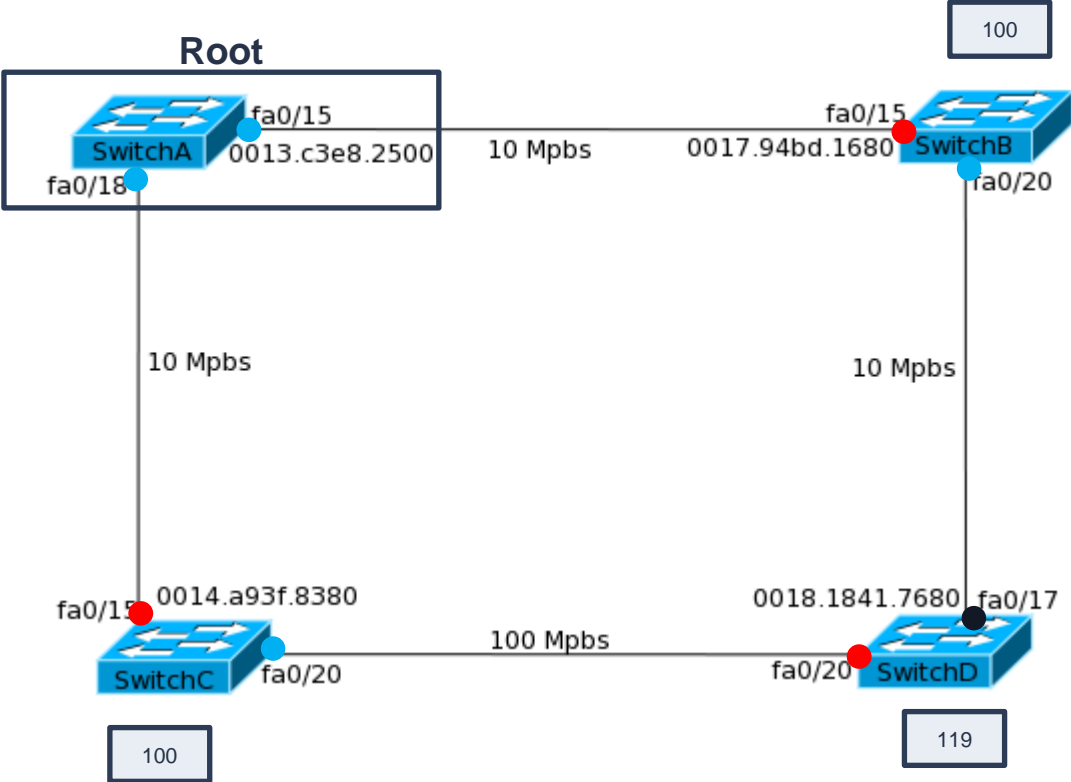 100
Root
fa0/15
fa0/15
SwitchA
0013.c3e8.2500
10 Mpbs
0017.94bd.1680
SwitchB
fa0/18
fa0/20
10 Mpbs
10 Mpbs
fa0/15
0014.a93f.8380
0018.1841.7680
fa0/17
100 Mpbs
SwitchC
fa0/20
fa0/20
SwitchD
100
119